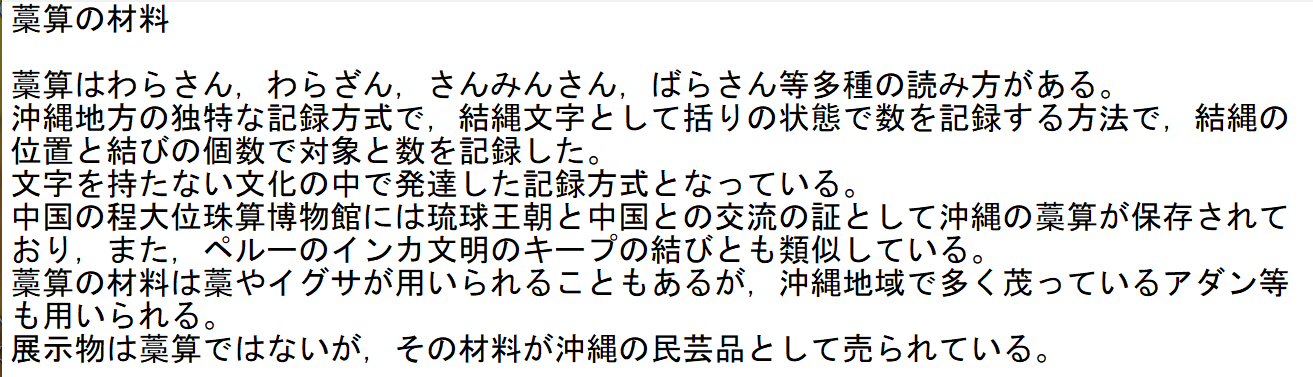 藁算の材料
藁算はわらさん，わらざん，さんみんさん，ばらさん等多種の読み方がある。
沖縄地方の独特な記録方式で，結縄文字として括りの状態で数を記録する方法で，結縄の
位置と結びの個数で対象と数を記録した。
文字を持たない文化の中で発達した記録方式となっている。
中国の程大位珠算博物館には琉球王朝と中国との交流の証として沖縄の藁算が保存されて
おり，また，ペルーのインカ文明のキープの結びとも類似している。
藁算の材料は藁やイグサが用いられることもあるが，沖縄地域で多く茂っているアダン等
も用いられる。
展示物は藁算ではないが，その材料が沖縄の民芸品として売られている。